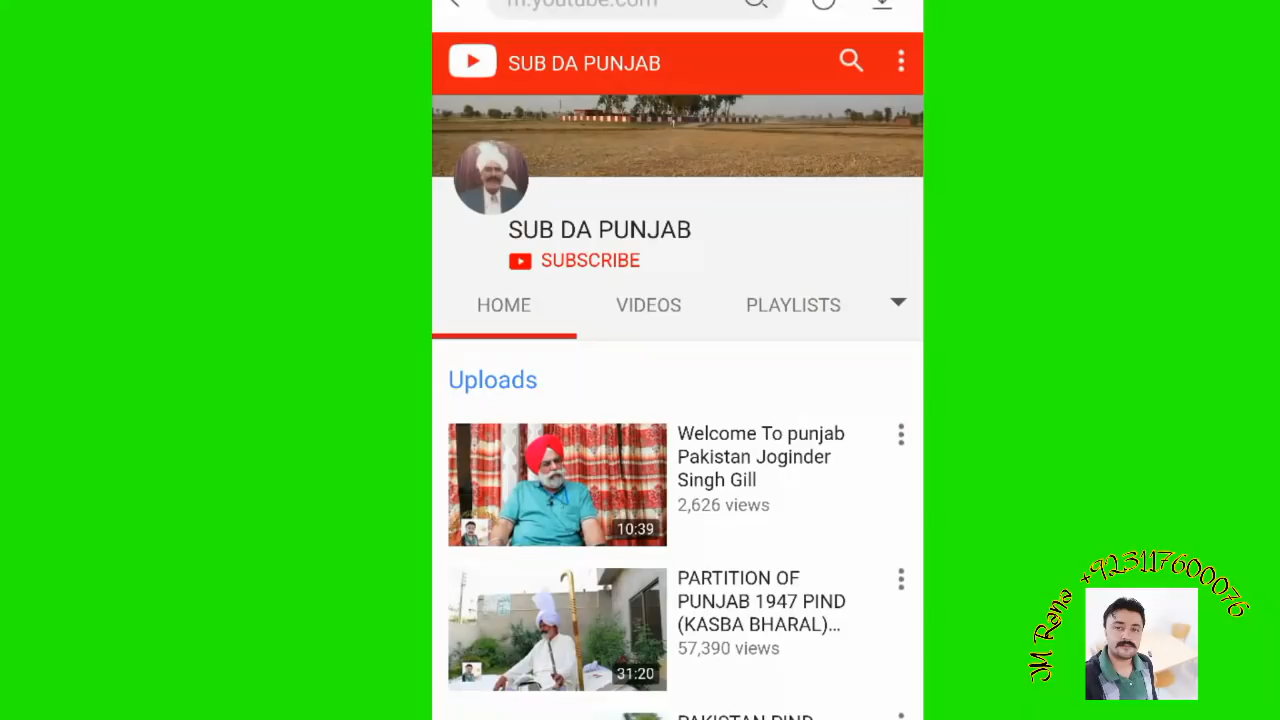 m.youtube.com
SUB DA PUNJAB
SUB DA PUNJAB
SUBSCRIBE
HOME VIDEOS PLAYLISTS
Uploads
Welcome To punjab
Pakistan Joginder
Singh Gill
2,626 views
10:39
PARTITION OF
PUNJAB 1947 PIND
(KASBA BHARAL)...
57,390 views
31:20
PAKISTAN PIND
JM Rana +923117600076